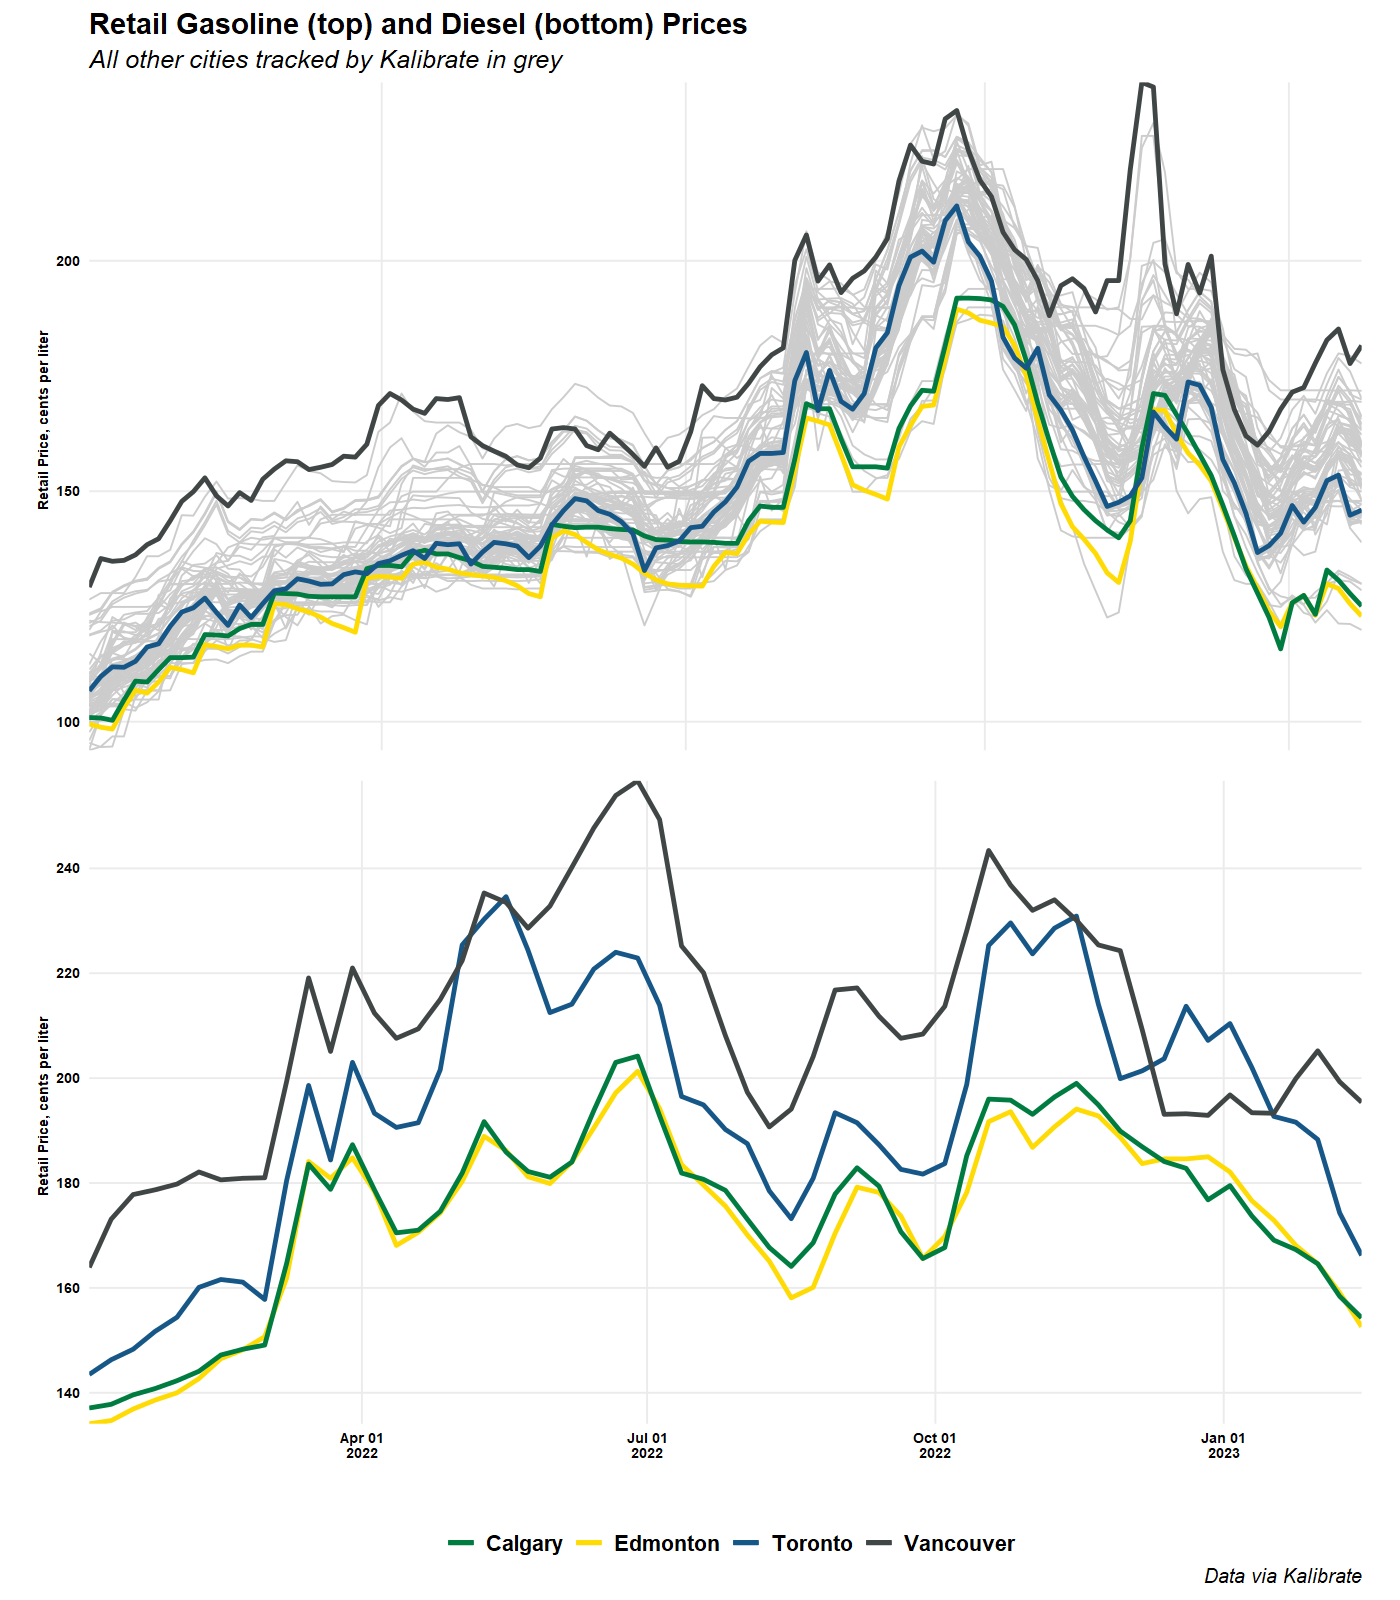 Retail Gasoline (top) and Diesel (bottom) Prices
All other cities tracked by Kalibrate in grey
Retail Price, cents per liter
200
150
100
Retail Price, cents per liter
240
220
200
180
160
140
Apr 01
2022
Jul 01
2022
Oct 01
2022
Jan 01
2023
Calgary Edmonton Toronto Vancouver
Data via Kalibrate